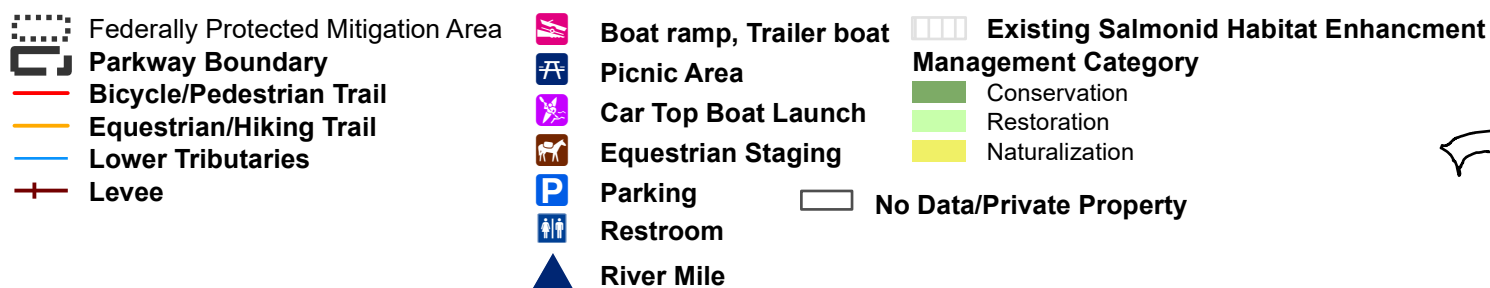 Federally Protected Mitigation Area
Parkway Boundary
Bicycle/Pedestrian Trail
Equestrian/Hiking Trail
Lower Tributaries
Levee
Boat ramp, Trailer boat
Picnic Area
Car Top Boat Launch
Equestrian Staging
P Parking
Restroom
River Mile
Existing Salmonid Habitat Enhancment
Management Category
Conservation
Restoration
Naturalization
No Data/Private Property